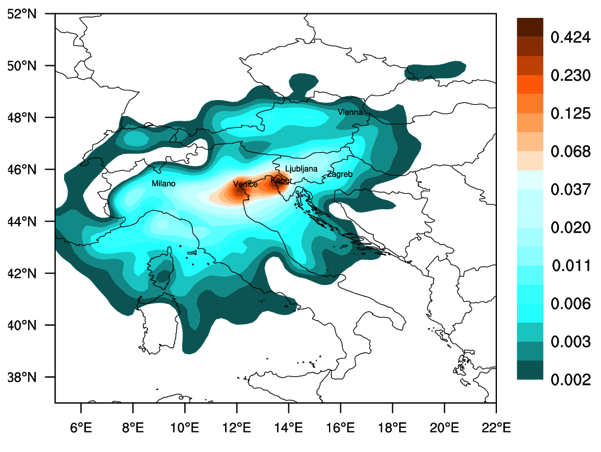 52°N
50°N
48°N
46°N
44°N
42°N
40°N
38°N
6°E 8°E 10°E 12°E 14°E 16°E 18°E 20°E 22°E
Vienna
Ljubljana
Zagreb
Milano
Venice
Koper
0.424
0.230
0.125
0.068
0.037
0.020
0.011
0.006
0.003
0.002